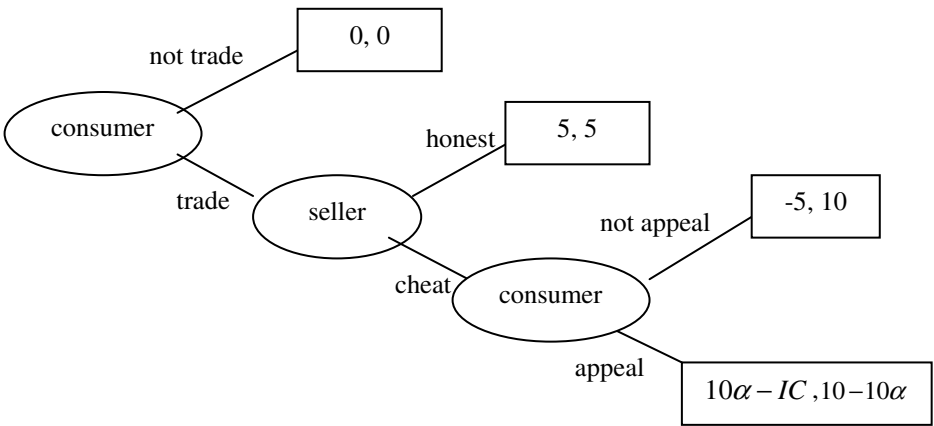 0, 0
not trade
consumer
5, 5
honest
trade
seller
-5, 10
not appeal
cheat
consumer
appeal
10α − IC ,10−10α